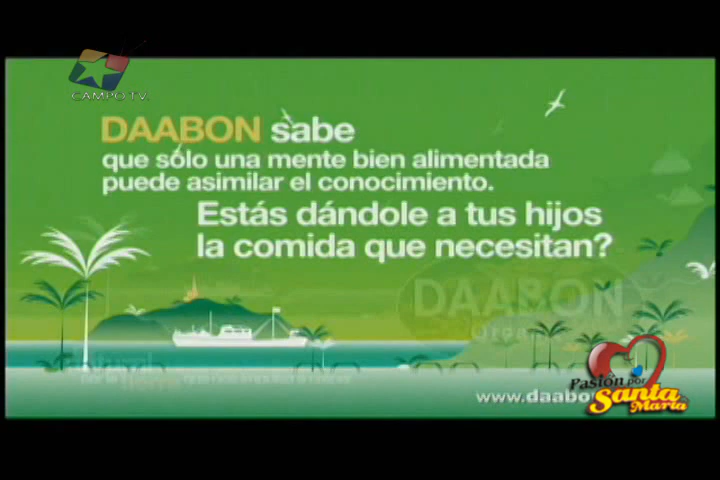 CAMPO TV.
DAABON sabe
que sólo una mente bien alimentada
puede asimilar el conocimiento.
Estás dándole a tus hijos
la comida que necesitan?
DAABON
www.daabo
Pasión por
Santa
Marta